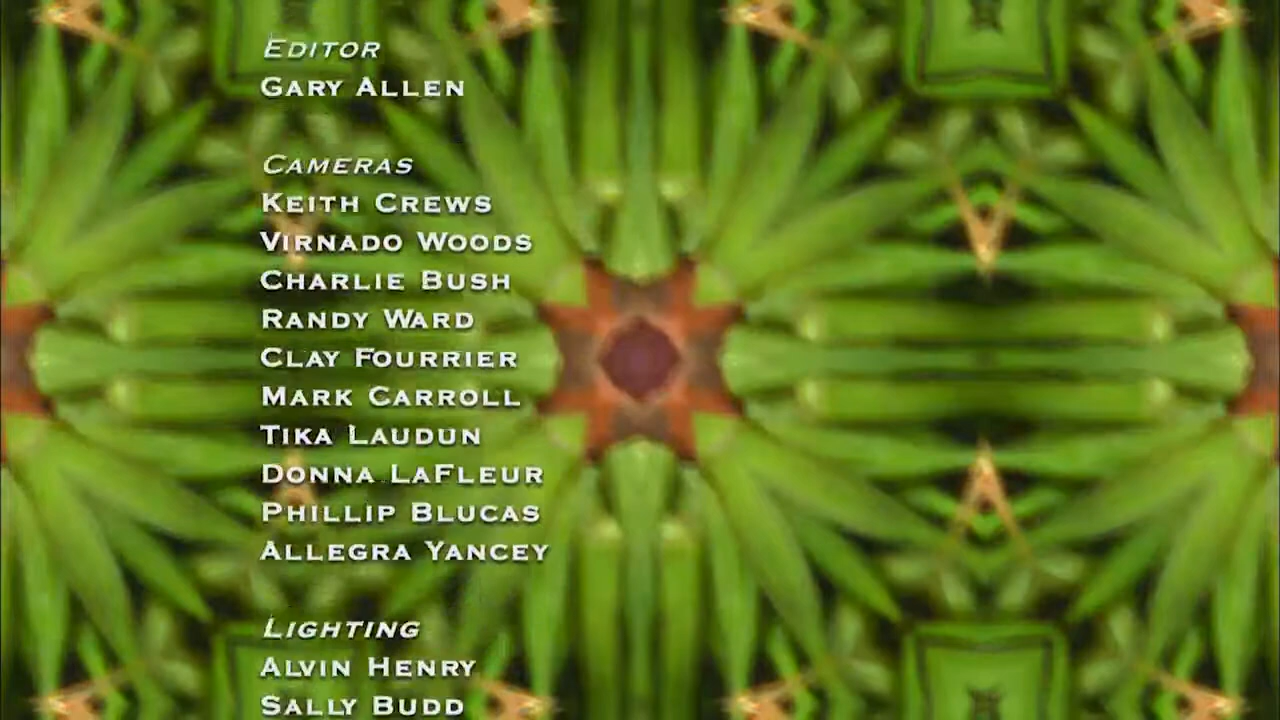 EDITOR
GARY ALLEN
CAMERAS
KEITH CREWS
VIRNADO WOODS
CHARLIE BUSH
RANDY WARD
CLAY FOURRIER
MARK CARROLL
TIKA LAUDUN
DONNA LAFLEUR
PHILLIP BLUCAS
ALLEGRA YANCEY
LIGHTING
ALVIN HENRY
SALLY BUDD